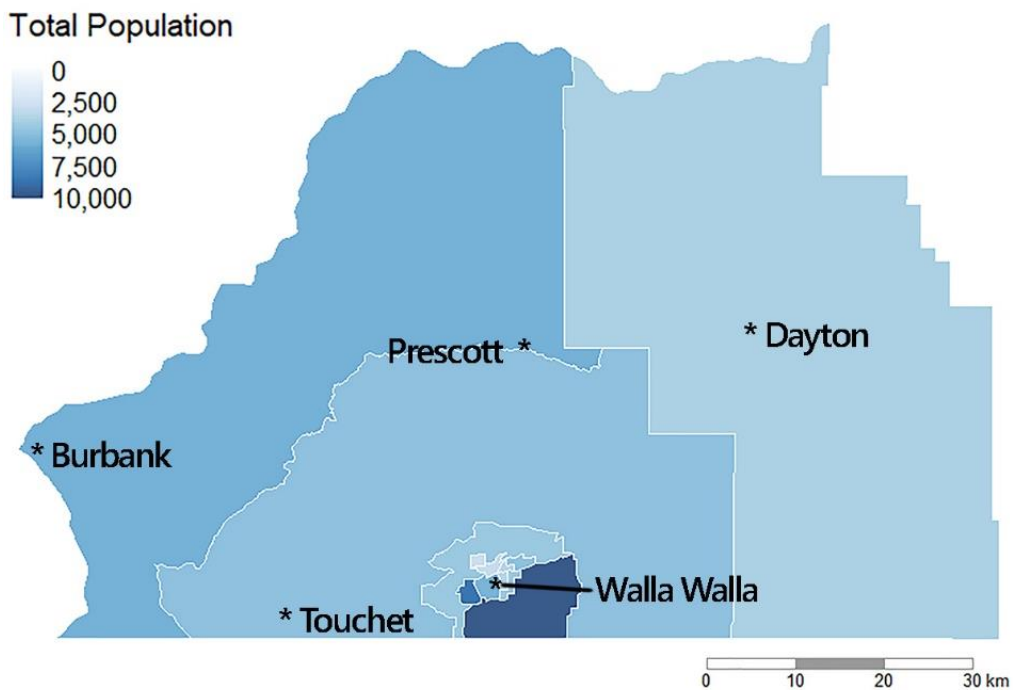 Total Population
0
2,500
5,000
7,500
10,000
* Dayton
Prescott *
* Burbank
* Walla Walla
* Touchet
0 10 20 30 km